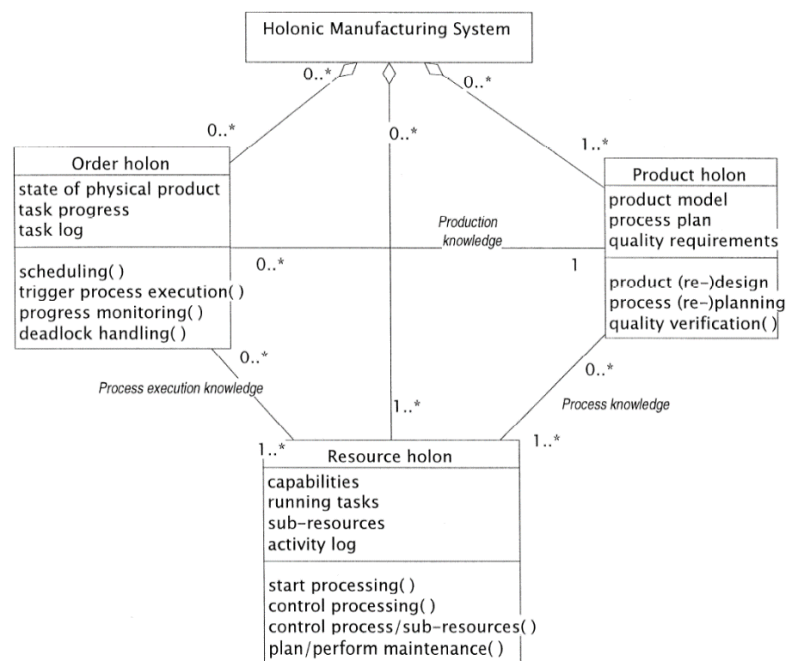 Holonic Manufacturing System
0..*
0..*
0..*
0..*
0..*
1..*
Order holon
state of physical product
task progress
task log
scheduling()
trigger process execution()
progress monitoring()
deadlock handling()
Product holon
product model
process plan
quality requirements
product (re-)design
process (re-)planning
quality verification()
Production
knowledge
0..*
1
0..*
Process execution knowledge
1..*
0..*
Process knowledge
1..*
1..*
Resource holon
capabilities
running tasks
sub-resources
activity log
start processing()
control processing()
control process/sub-resources()
plan/perform maintenance()